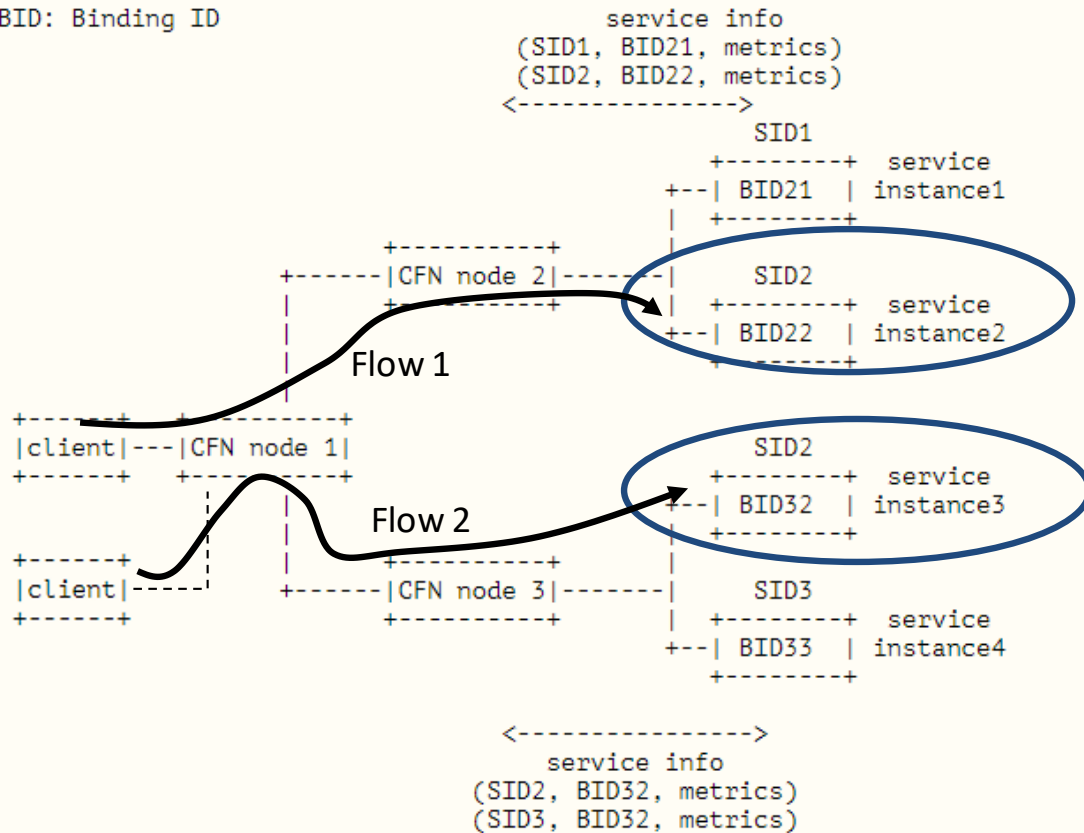 BID: Binding ID
service info
(SID1, BID21, metrics)
(SID2, BID22, metrics)
<--------------->
SID1
+--------+ service
+--| BID21 | instance1
| +--------+
+----------+ |
+------|CFN node 2|-------| SID2
| +----------+ | +--------+ service
| +--| BID22 | instance2
| Flow 1 +--------+
|
+------+ +----------+
|client|---|CFN node 1| SID2
+------+ +----------+ +--------+ service
| Flow 2 +--| BID32 | instance3
| | +--------+
+------+ | +----------+ |
|client|------ +------|CFN node 3|-------| SID3
+------+ +----------+ | +--------+ service
+--| BID33 | instance4
+--------+
<---------------->
service info
(SID2, BID32, metrics)
(SID3, BID32, metrics)